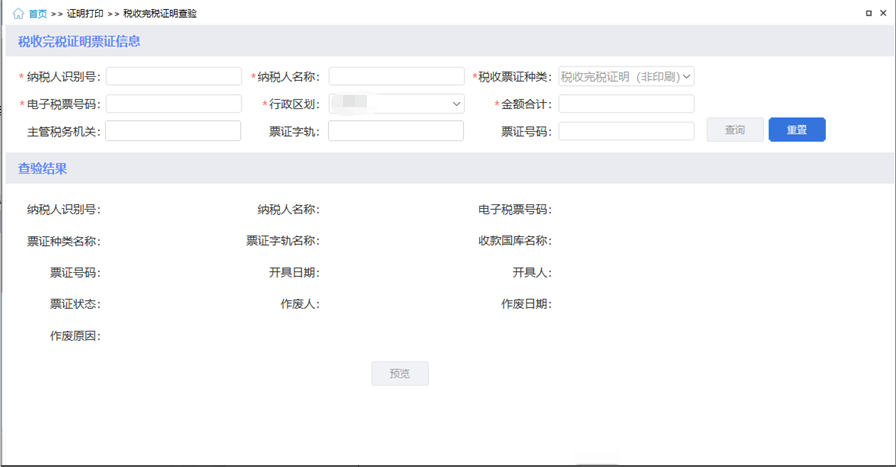 首页 >> 证明打印 >> 税收完税证明查验
税收完税证明票证信息
*纳税人识别号： *纳税人名称： *税收票证种类： 税收完税证明（非印刷）
*电子税票号码： *行政区划： *金额合计：
主管税务机关： 票证字轨： 票证号码： 查询 重置
查验结果
纳税人识别号： 纳税人名称： 电子税票号码：
票证种类名称： 票证字轨名称： 收款国库名称：
票证号码： 开具日期： 开具人：
票证状态： 作废人： 作废日期：
作废原因：
预览